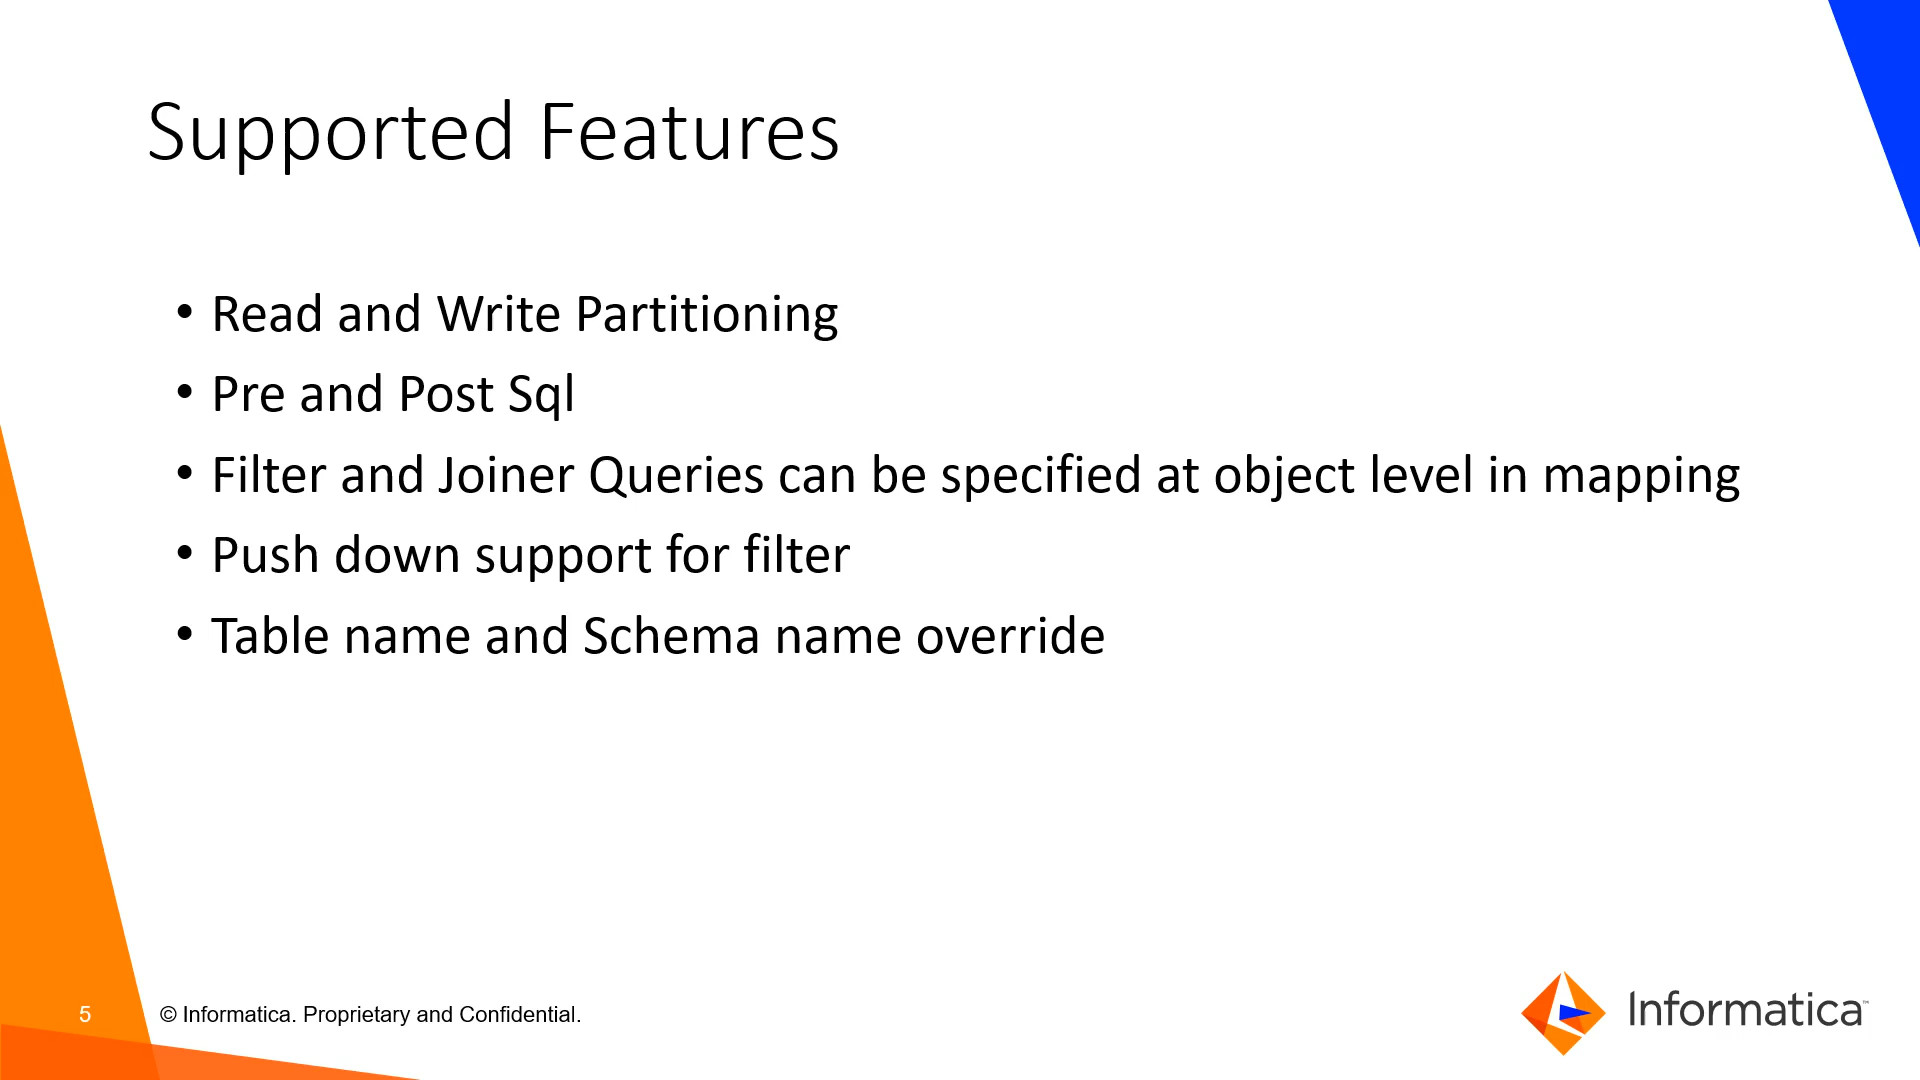 Supported Features
• Read and Write Partitioning
• Pre and Post Sql
• Filter and Joiner Queries can be specified at object level in mapping
• Push down support for filter
• Table name and Schema name override
5 © Informatica. Proprietary and Confidential.
Informatica™